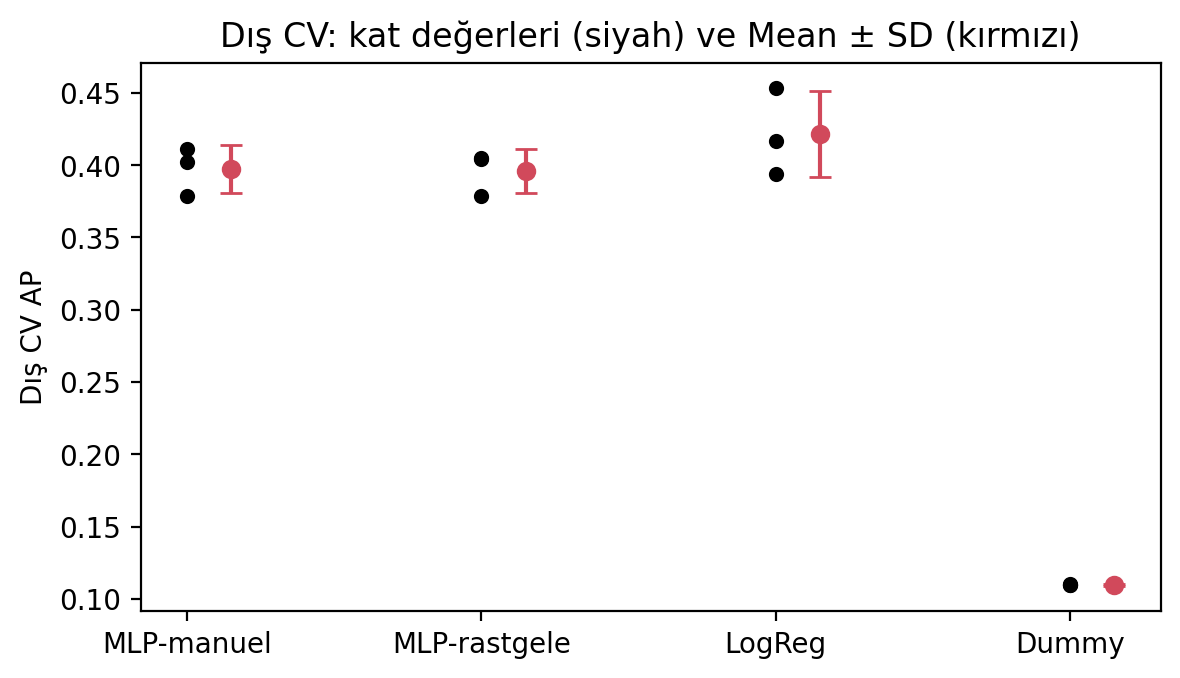 Dış CV: kat değerleri (siyah) ve Mean ± SD (kırmızı)
Dış CV AP
0.45
0.40
0.35
0.30
0.25
0.20
0.15
0.10
MLP-manuel
MLP-rastgele
LogReg
Dummy